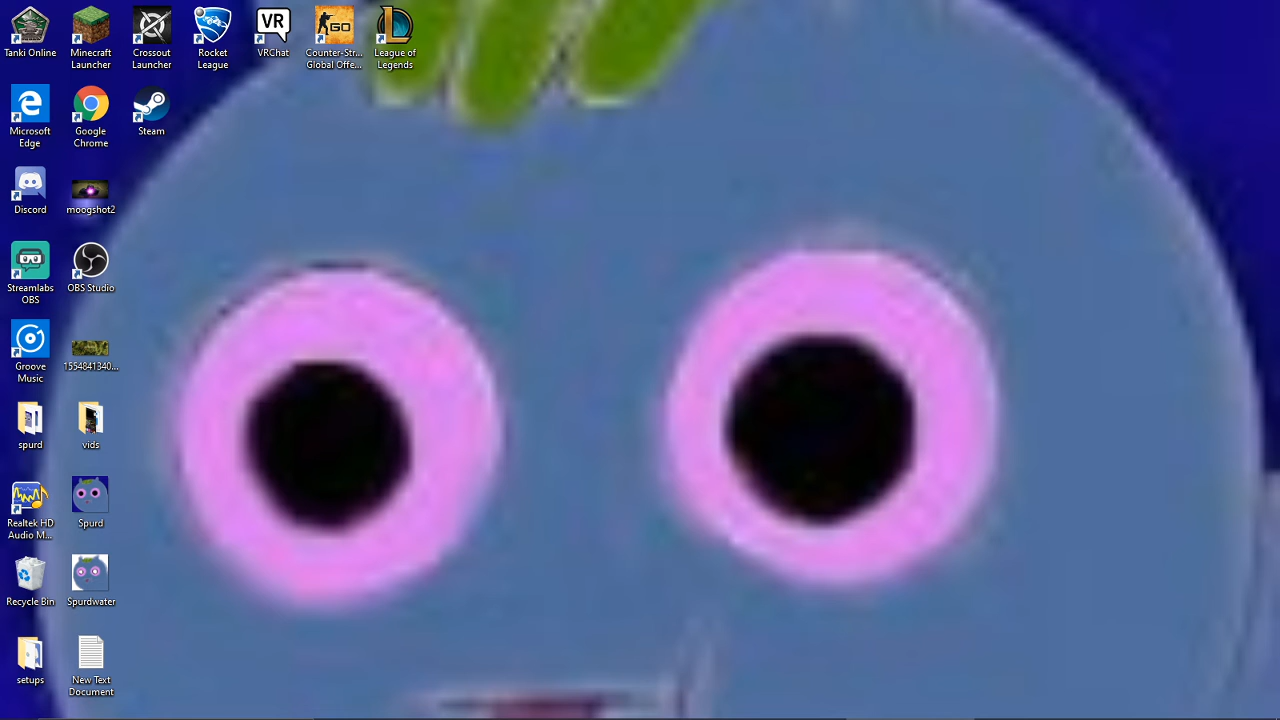 Tanki Online
Minecraft
Launcher
Crossout
Launcher
Rocket
League
VR
VRChat
GO
Counter-Str...
Global Offe...
League of
Legends
Microsoft
Edge
Google
Chrome
Steam
Discord
moogshot2
Streamlabs
OBS
OBS Studio
Groove
Music
1554841340...
spurd
vids
Realtek HD
Audio M...
Spurd
Recycle Bin
Spurdwater
setups
New Text
Document